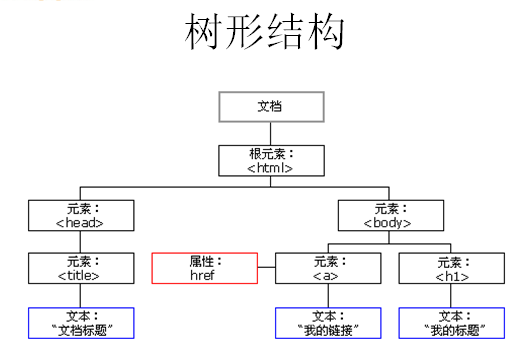 树形结构
文档
根元素：
<html>
元素：
<head>
元素：
<body>
元素：
<title>
属性：
href
元素：
<a>
元素：
<h1>
文本：
“文档标题”
文本：
“我的链接”
文本：
“我的标题”